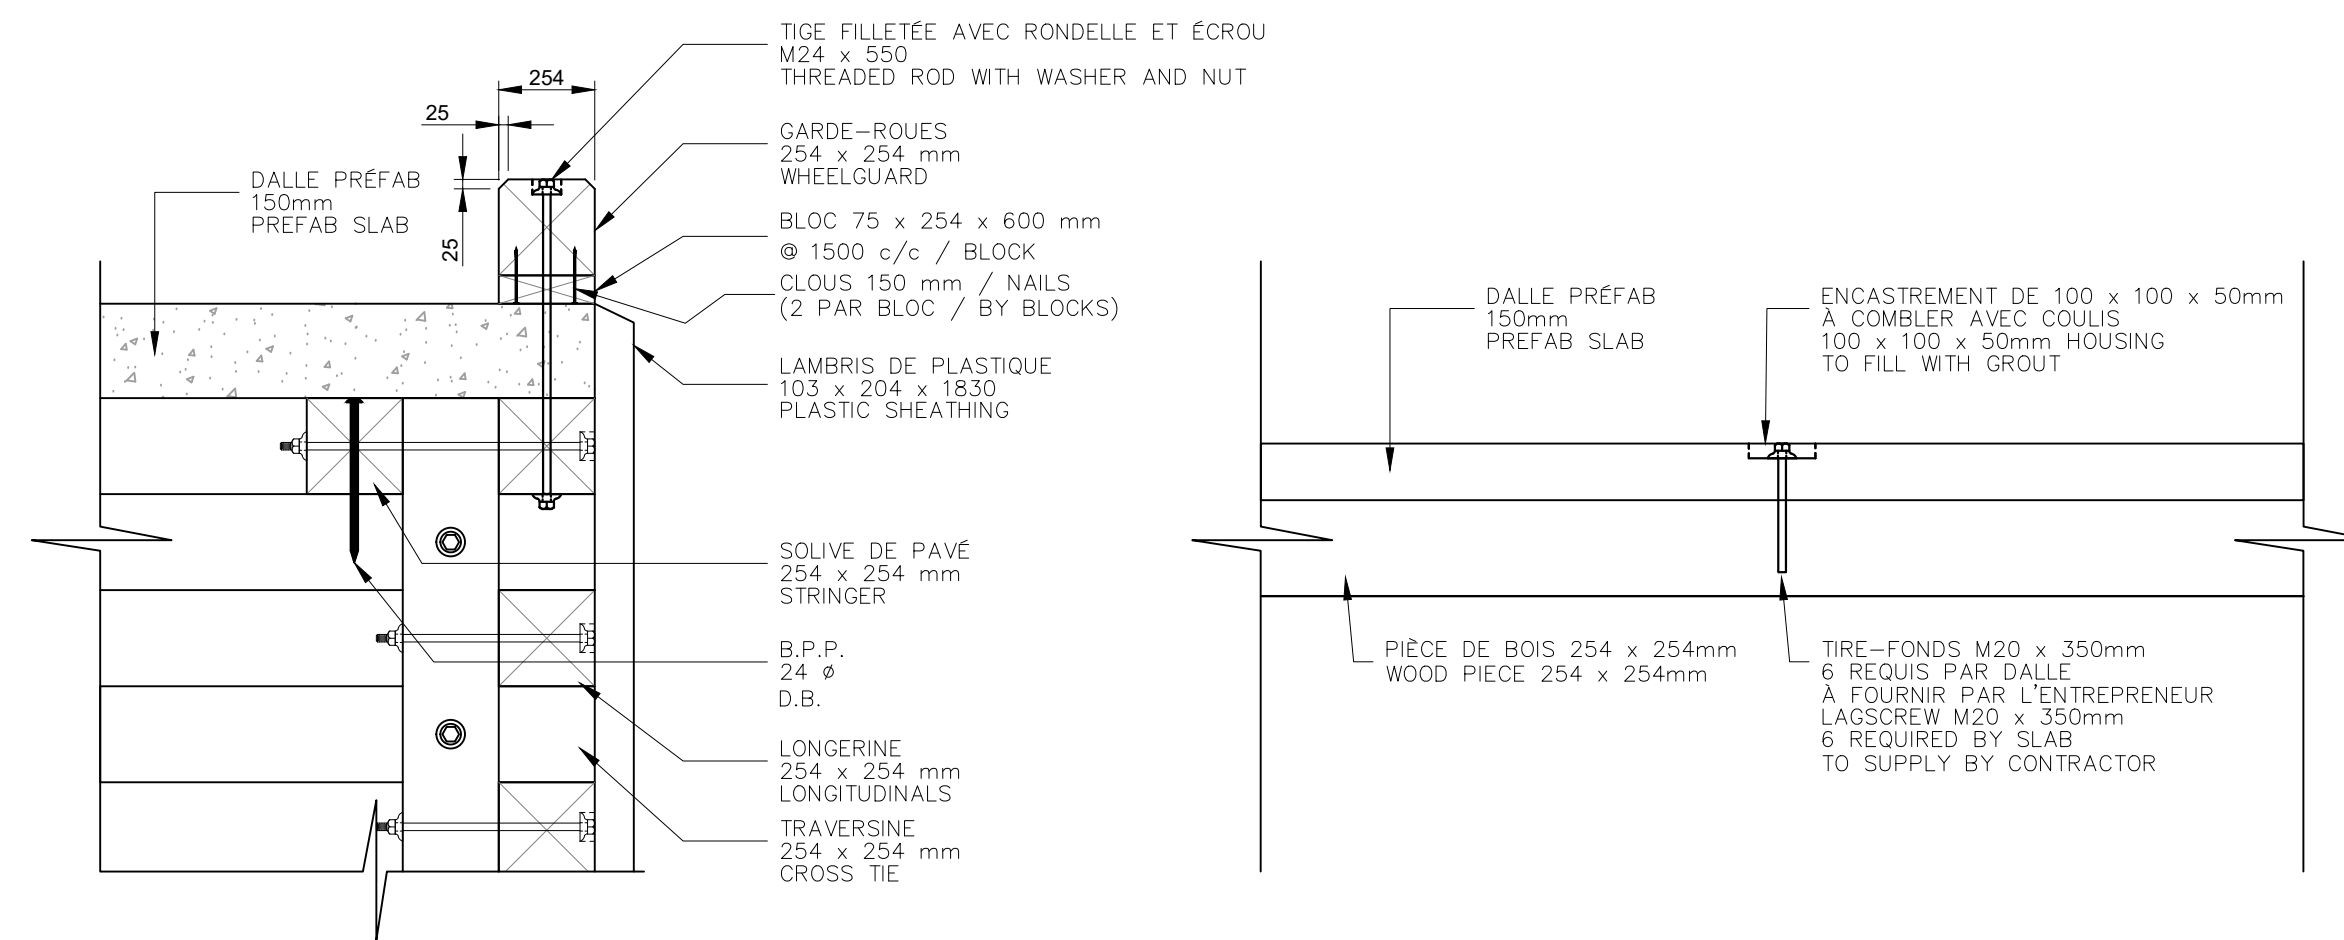 TIGE FILLETÉE AVEC RONDELLE ET ÉCROU
M24 x 550
THREADED ROD WITH WASHER AND NUT
254
25
25
GARDE-ROUES
254 x 254 mm
WHEELGUARD
DALLE PRÉFAB
150mm
PREFAB SLAB
BLOC 75 x 254 x 600 mm
@ 1500 c/c / BLOCK
CLOUS 150 mm / NAILS
(2 PAR BLOC / BY BLOCKS)
LAMBRIS DE PLASTIQUE
103 x 204 x 1830
PLASTIC SHEATHING
SOLIVE DE PAVÉ
254 x 254 mm
STRINGER
B.P.P.
24 ø
D.B.
LONGERINE
254 x 254 mm
LONGITUDINALS
TRAVERSINE
254 x 254 mm
CROSS TIE
DALLE PRÉFAB
150mm
PREFAB SLAB
ENCASTREMENT DE 100 x 100 x 50mm
À COMBLER AVEC COULIS
100 x 100 x 50mm HOUSING
TO FILL WITH GROUT
PIÈCE DE BOIS 254 x 254mm
WOOD PIECE 254 x 254mm
TIRE-FONDS M20 x 350mm
6 REQUIS PAR DALLE
À FOURNIR PAR L'ENTREPRENEUR
LAGSCREW M20 x 350mm
6 REQUIRED BY SLAB
TO SUPPLY BY CONTRACTOR